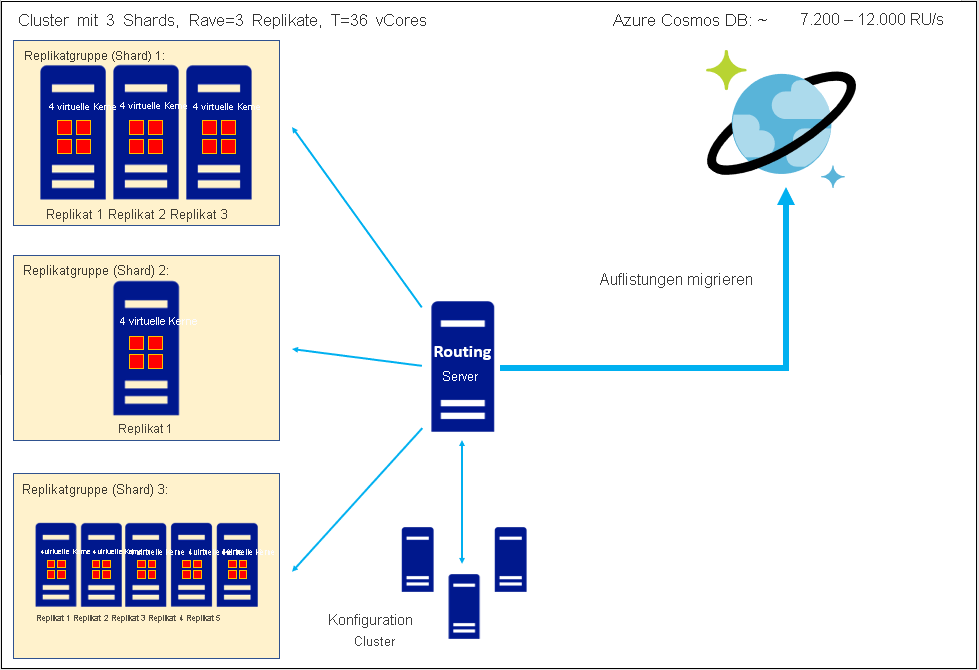 Cluster mit 3 Shards, Rave=3 Replikate, T=36 vCores
Azure Cosmos DB: ~ 7.200 – 12.000 RU/s
Replikatgruppe (Shard) 1:
4 virtuelle Kerne 4 virtuelle Kerne 4 virtuelle Kerne
Replikat 1 Replikat 2 Replikat 3
Replikatgruppe (Shard) 2:
4 virtuelle Kerne
Replikat 1
Auflistungen migrieren
Routing
Server
Replikatgruppe (Shard) 3:
4 virtuelle Kerne 4 virtuelle Kerne 4 virtuelle Kerne 4 virtuelle Kerne 4 virtuelle Kerne
Replikat 1 Replikat 2 Replikat 3 Replikat 4 Replikat 5
Konfiguration
Cluster